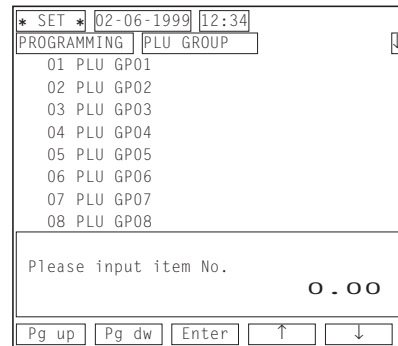 * SET * 02-06-1999 12:34
PROGRAMMING PLU GROUP ↓
01 PLU GP01
02 PLU GP02
03 PLU GP03
04 PLU GP04
05 PLU GP05
06 PLU GP06
07 PLU GP07
08 PLU GP08
Please input item No.
0.00
Pg up Pg dw Enter ↑ ↓